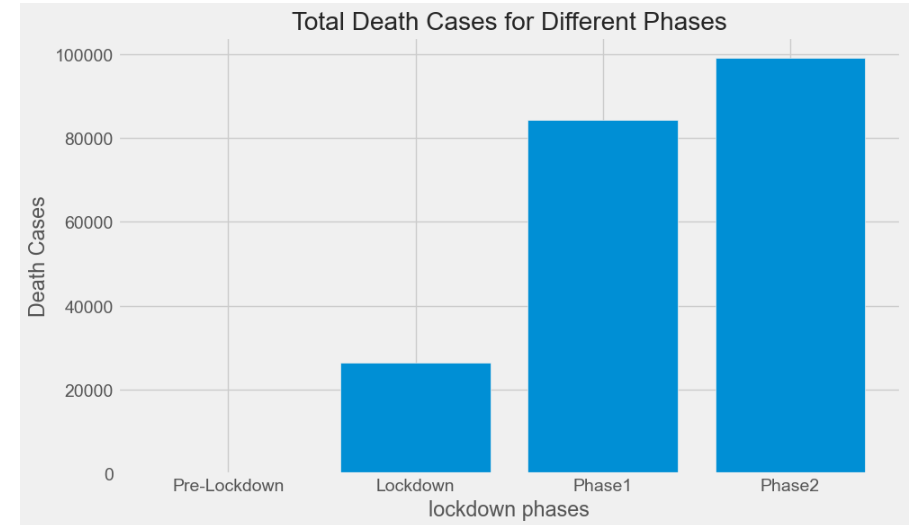 Total Death Cases for Different Phases
100000
80000
60000
40000
20000
0
Death Cases
Pre-Lockdown Lockdown Phase1 Phase2
lockdown phases